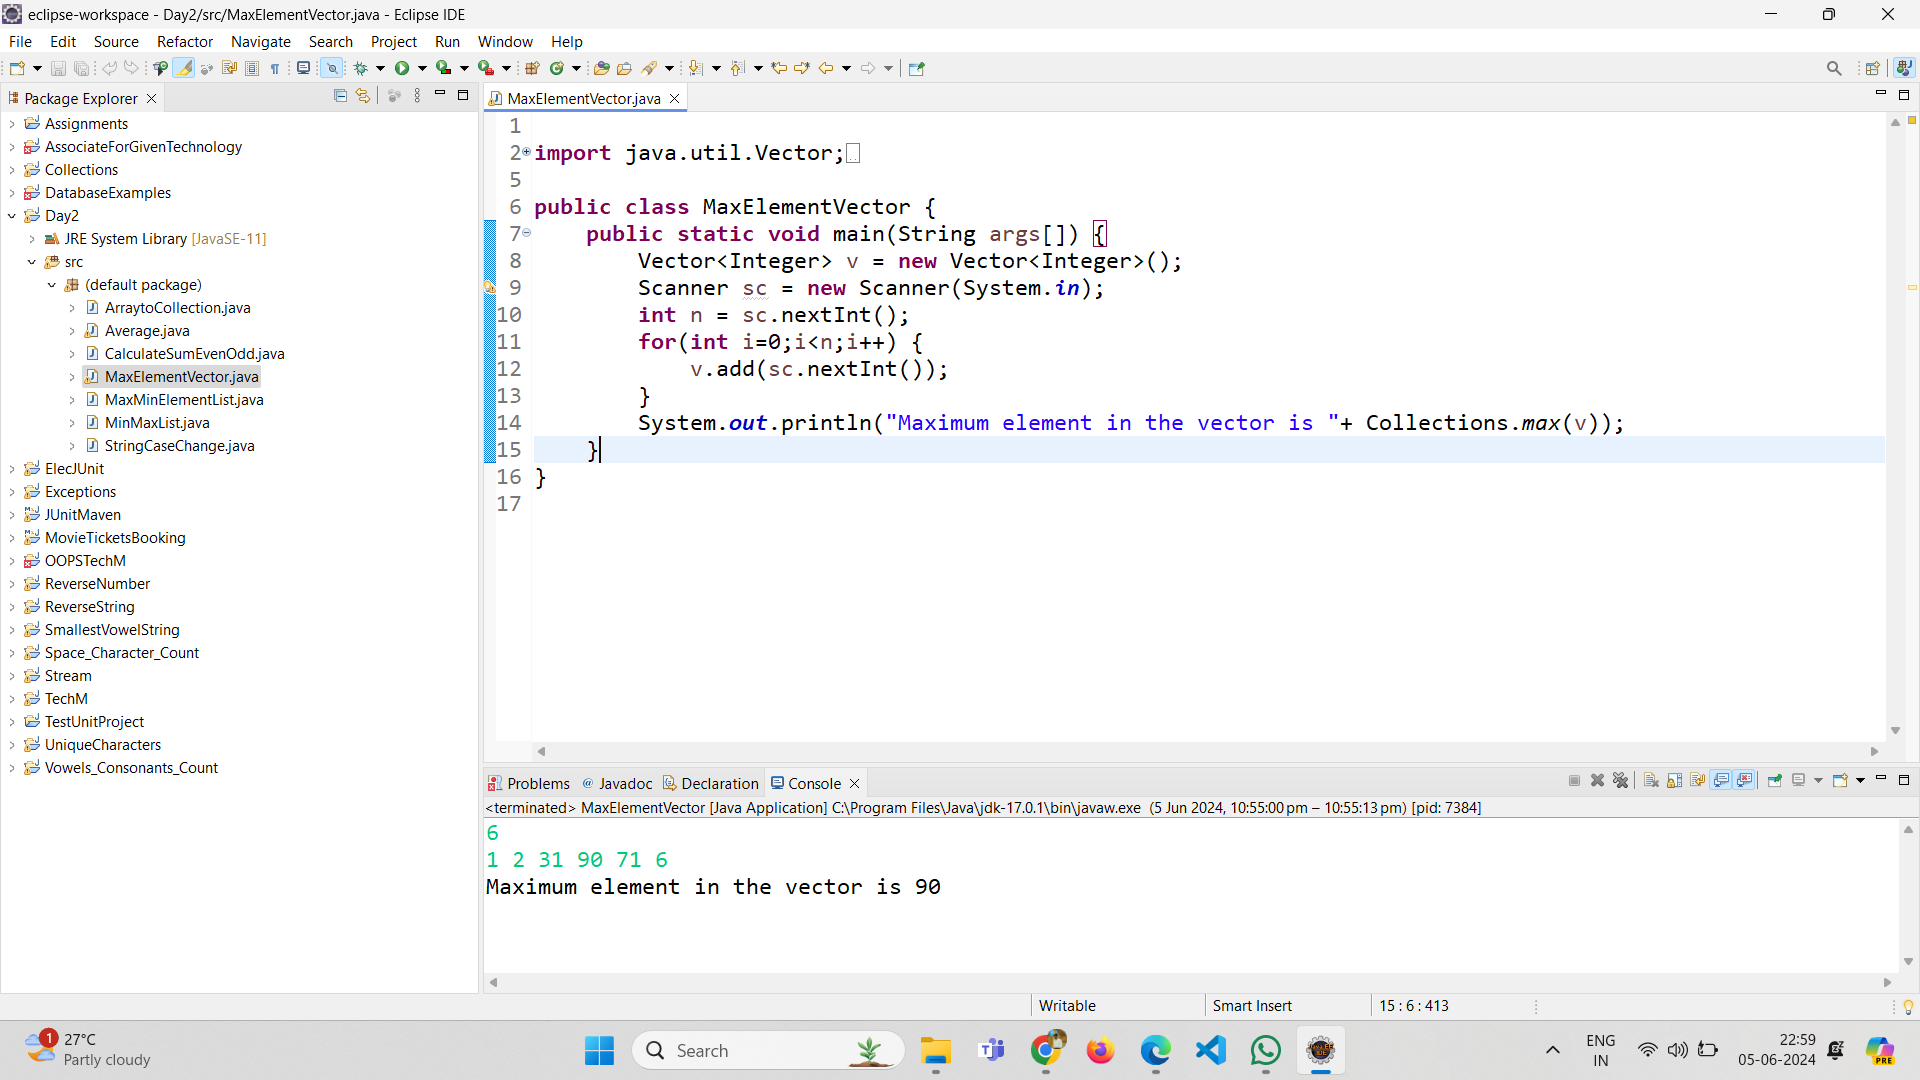 eclipse-workspace - Day2/src/MaxElementVector.java - Eclipse IDE
File Edit Source Refactor Navigate Search Project Run Window Help
Package Explorer
Assignments
AssociateForGivenTechnology
Collections
DatabaseExamples
Day2
JRE System Library [JavaSE-11]
src
(default package)
ArraytoCollection.java
Average.java
CalculateSumEvenOdd.java
MaxElementVector.java
MaxMinElementList.java
MinMaxList.java
StringCaseChange.java
ElecJUnit
Exceptions
JUnitMaven
MovieTicketsBooking
OOPSTechM
ReverseNumber
ReverseString
SmallestVowelString
Space_Character_Count
Stream
TechM
TestUnitProject
UniqueCharacters
Vowels_Consonants_Count
MaxElementVector.java
1
2 import java.util.Vector;
5
6 public class MaxElementVector {
7     public static void main(String args[]) {
8         Vector<Integer> v = new Vector<Integer>();
9         Scanner sc = new Scanner(System.in);
10         int n = sc.nextInt();
11         for(int i=0;i<n;i++) {
12             v.add(sc.nextInt());
13         }
14         System.out.println("Maximum element in the vector is "+ Collections.max(v));
15     }
16 }
17
Problems Javadoc Declaration Console
<terminated> MaxElementVector [Java Application] C:\Program Files\Java\jdk-17.0.1\bin\javaw.exe (5 Jun 2024, 10:55:00 pm – 10:55:13 pm) [pid: 7384]
6
1 2 31 90 71 6
Maximum element in the vector is 90
Writable Smart Insert 15 : 6 : 413
1
27°C
Partly cloudy
Search
ENG
IN
22:59
05-06-2024
PRE